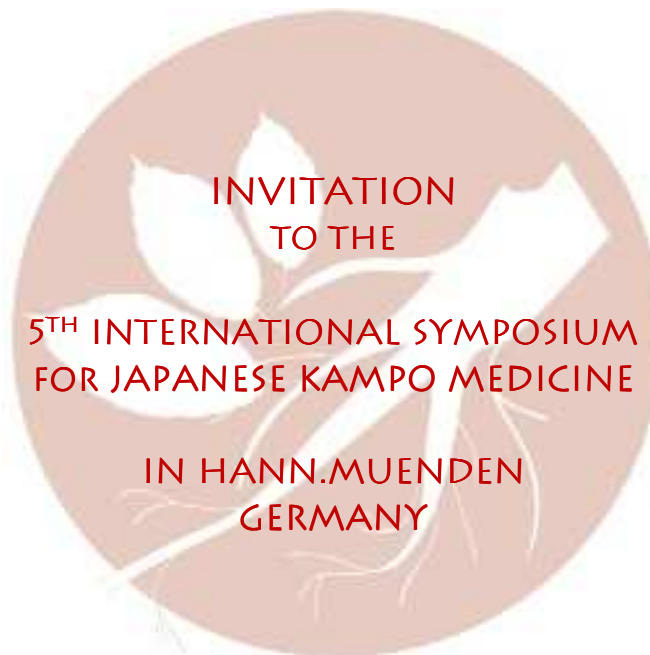 INVITATION
TO THE
5TH INTERNATIONAL SYMPOSIUM
FOR JAPANESE KAMPO MEDICINE
IN HANN.MUENDEN
GERMANY